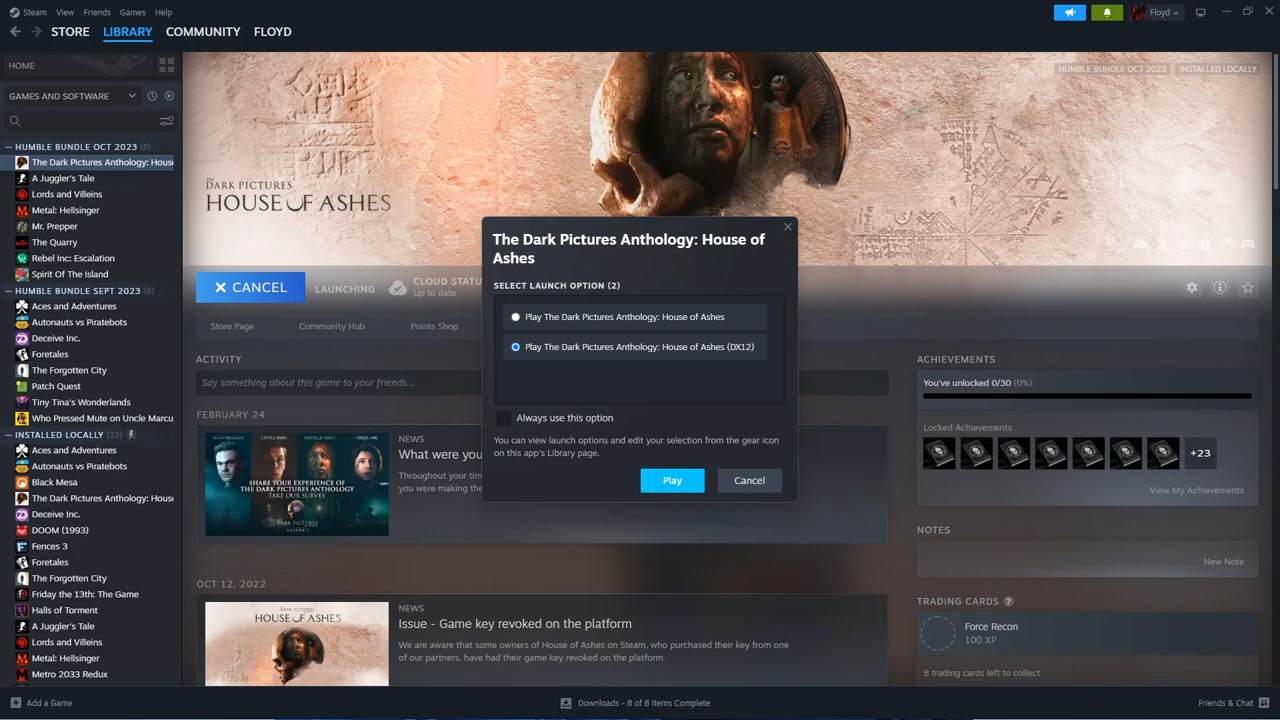 Steam View Friends Games Help
Floyd
STORE LIBRARY COMMUNITY FLOYD
HOME
GAMES AND SOFTWARE
HUMBLE BUNDLE OCT 2023 (8)
The Dark Pictures Anthology: House
A Juggler's Tale
Lords and Villeins
Metal: Hellsinger
Mr. Prepper
The Quarry
Rebel Inc: Escalation
Spirit Of The Island
HUMBLE BUNDLE SEPT 2023 (8)
Aces and Adventures
Autonauts vs Piratebots
Deceive Inc.
Foretales
The Forgotten City
Patch Quest
Tiny Tina's Wonderlands
Who Pressed Mute on Uncle Marcu
INSTALLED LOCALLY (32)
Aces and Adventures
Autonauts vs Piratebots
Black Mesa
The Dark Pictures Anthology: House
Deceive Inc.
DOOM (1993)
Fences 3
Foretales
The Forgotten City
Friday the 13th: The Game
Halls of Torment
A Juggler's Tale
Lords and Villeins
Metal: Hellsinger
Metro 2033 Redux
HUMBLE BUNDLE OCT 2023 INSTALLED LOCALLY
THE
DARK PICTURES
HOUSE OF ASHES
CANCEL LAUNCHING
CLOUD STATU
Up to date
Store Page Community Hub Points Shop
The Dark Pictures Anthology: House of
Ashes
SELECT LAUNCH OPTION (2)
Play The Dark Pictures Anthology: House of Ashes
Play The Dark Pictures Anthology: House of Ashes (DX12)
Always use this option
You can view launch options and edit your selection from the gear icon
on this app's Library page.
Play Cancel
ACTIVITY
Say something about this game to your friends...
FEBRUARY 24
SHARE YOUR EXPERIENCE OF
THE DARK PICTURES ANTHOLOGY
TAKE OUR SURVEY
NEWS
What were you
Throughout your tim
you were making the
OCT 12, 2022
HOUSE OF ASHES
NEWS
Issue - Game key revoked on the platform
We are aware that some owners of House of Ashes on Steam, who purchased their key from one
of our partners, have had their game key revoked on the platform.
ACHIEVEMENTS
You've unlocked 0/30 (0%)
Locked Achievements
+23
View My Achievements
NOTES
New Note
TRADING CARDS ?
Force Recon
100 XP
8 trading cards left to collect
Add a Game
Downloads - 8 of 8 Items Complete
Friends & Chat